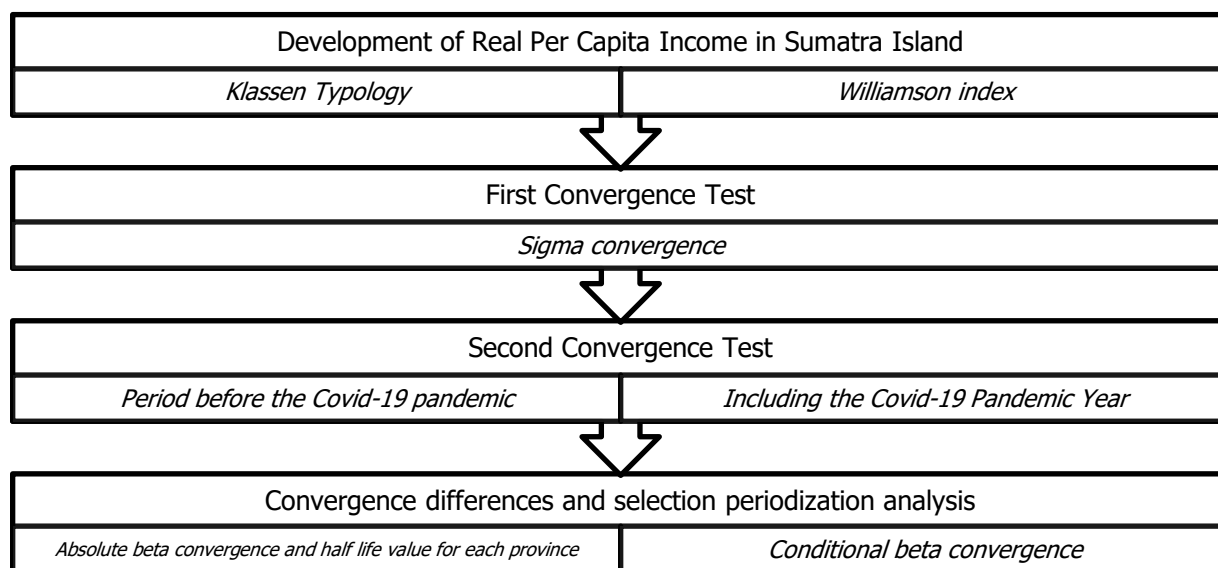 Development of Real Per Capita Income in Sumatra Island
Klassen Typology
Williamson index
First Convergence Test
Sigma convergence
Second Convergence Test
Period before the Covid-19 pandemic
Including the Covid-19 Pandemic Year
Convergence differences and selection periodization analysis
Absolute beta convergence and half life value for each province
Conditional beta convergence